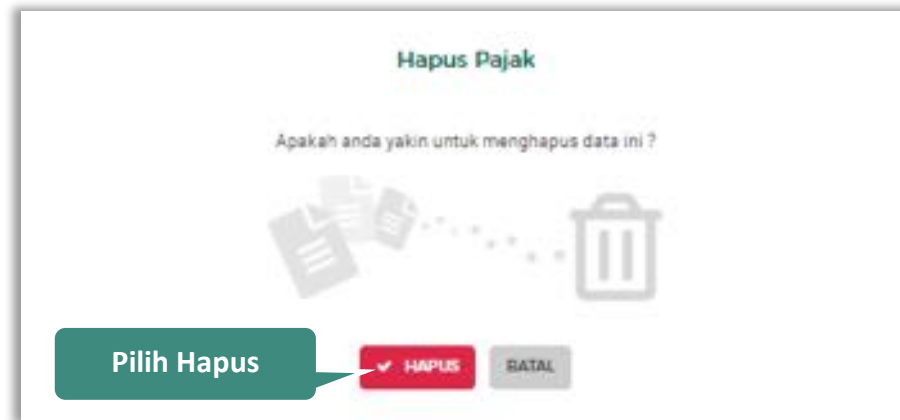 Hapus Pajak
Apakah anda yakin untuk menghapus data ini ?
Pilih Hapus
HAPUS
BATAL